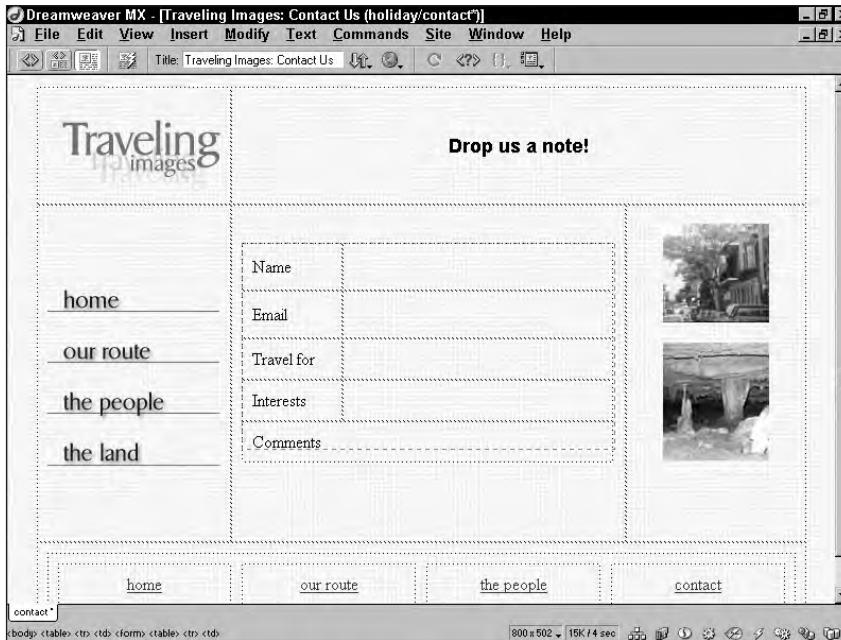 Dreamweaver MX - [Traveling Images: Contact Us (holiday/contact*)]
File Edit View Insert Modify Text Commands Site Window Help
Title: Traveling Images: Contact Us
Traveling
images
Drop us a note!
Name
home
Email
our route
Travel for
the people
Interests
Comments
the land
home our route the people contact
contact*
<body> <table> <tr> <td> <form> <table> <tr> <td>
800 x 502 15K / 4 sec